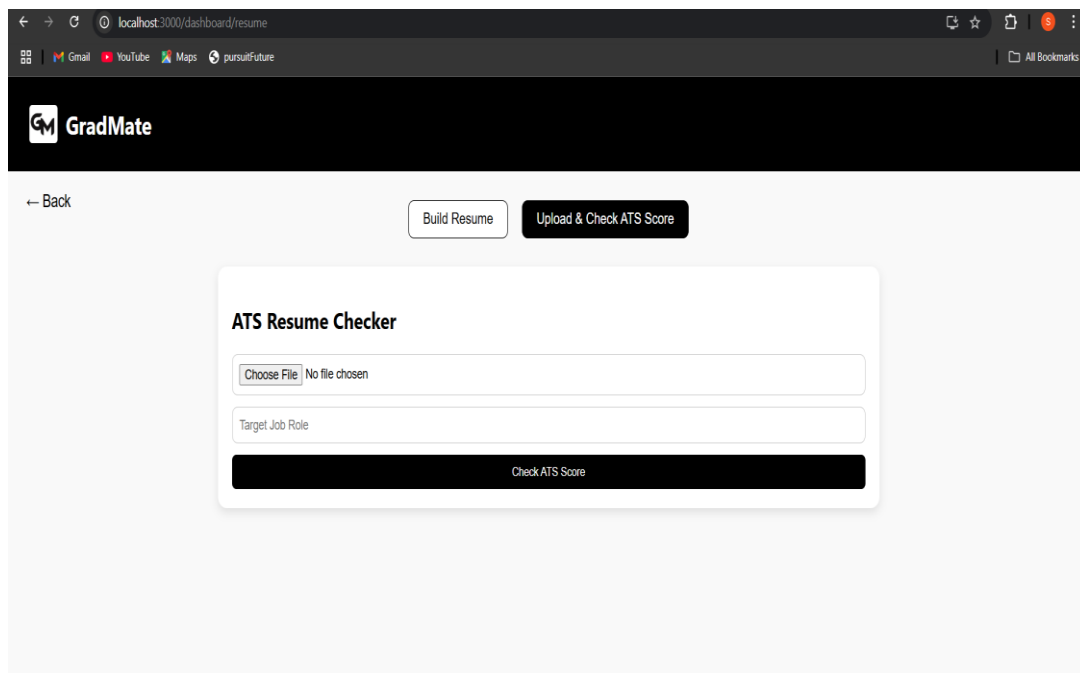 localhost:3000/dashboard/resume
S
Gmail YouTube Maps pursuitFuture All Bookmarks
GM GradMate
← Back
Build Resume Upload & Check ATS Score
ATS Resume Checker
Choose File No file chosen
Target Job Role
Check ATS Score